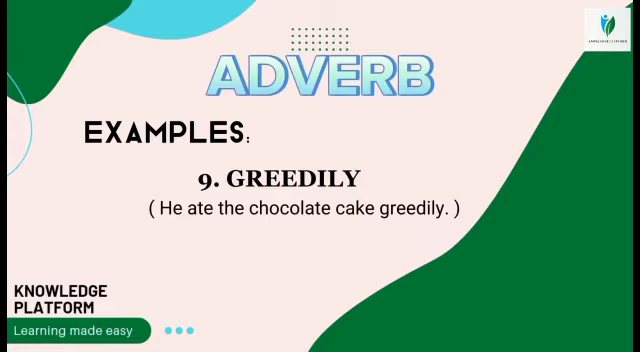 ADVERB
EXAMPLES:
9. GREEDILY
( He ate the chocolate cake greedily. )
KNOWLEDGE
PLATFORM
Learning made easy